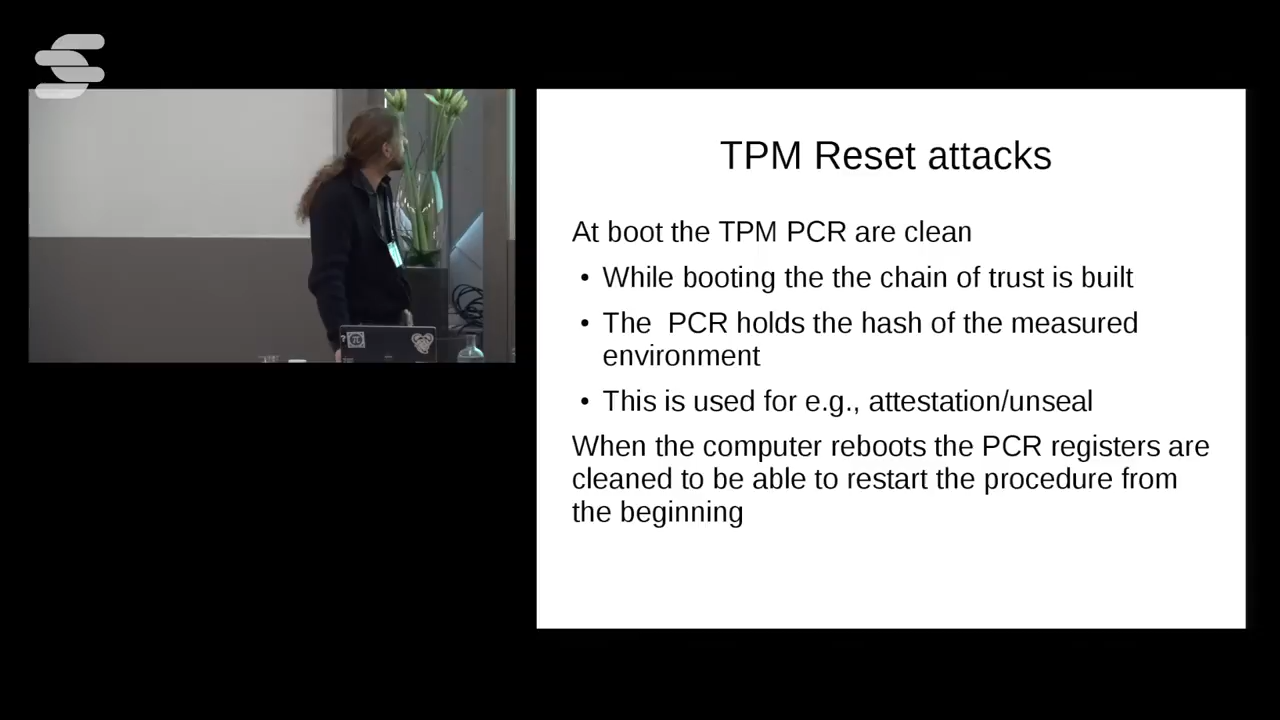 TPM Reset attacks
At boot the TPM PCR are clean
• While booting the the chain of trust is built
• The  PCR holds the hash of the measured
environment
• This is used for e.g., attestation/unseal
When the computer reboots the PCR registers are
cleaned to be able to restart the procedure from
the beginning